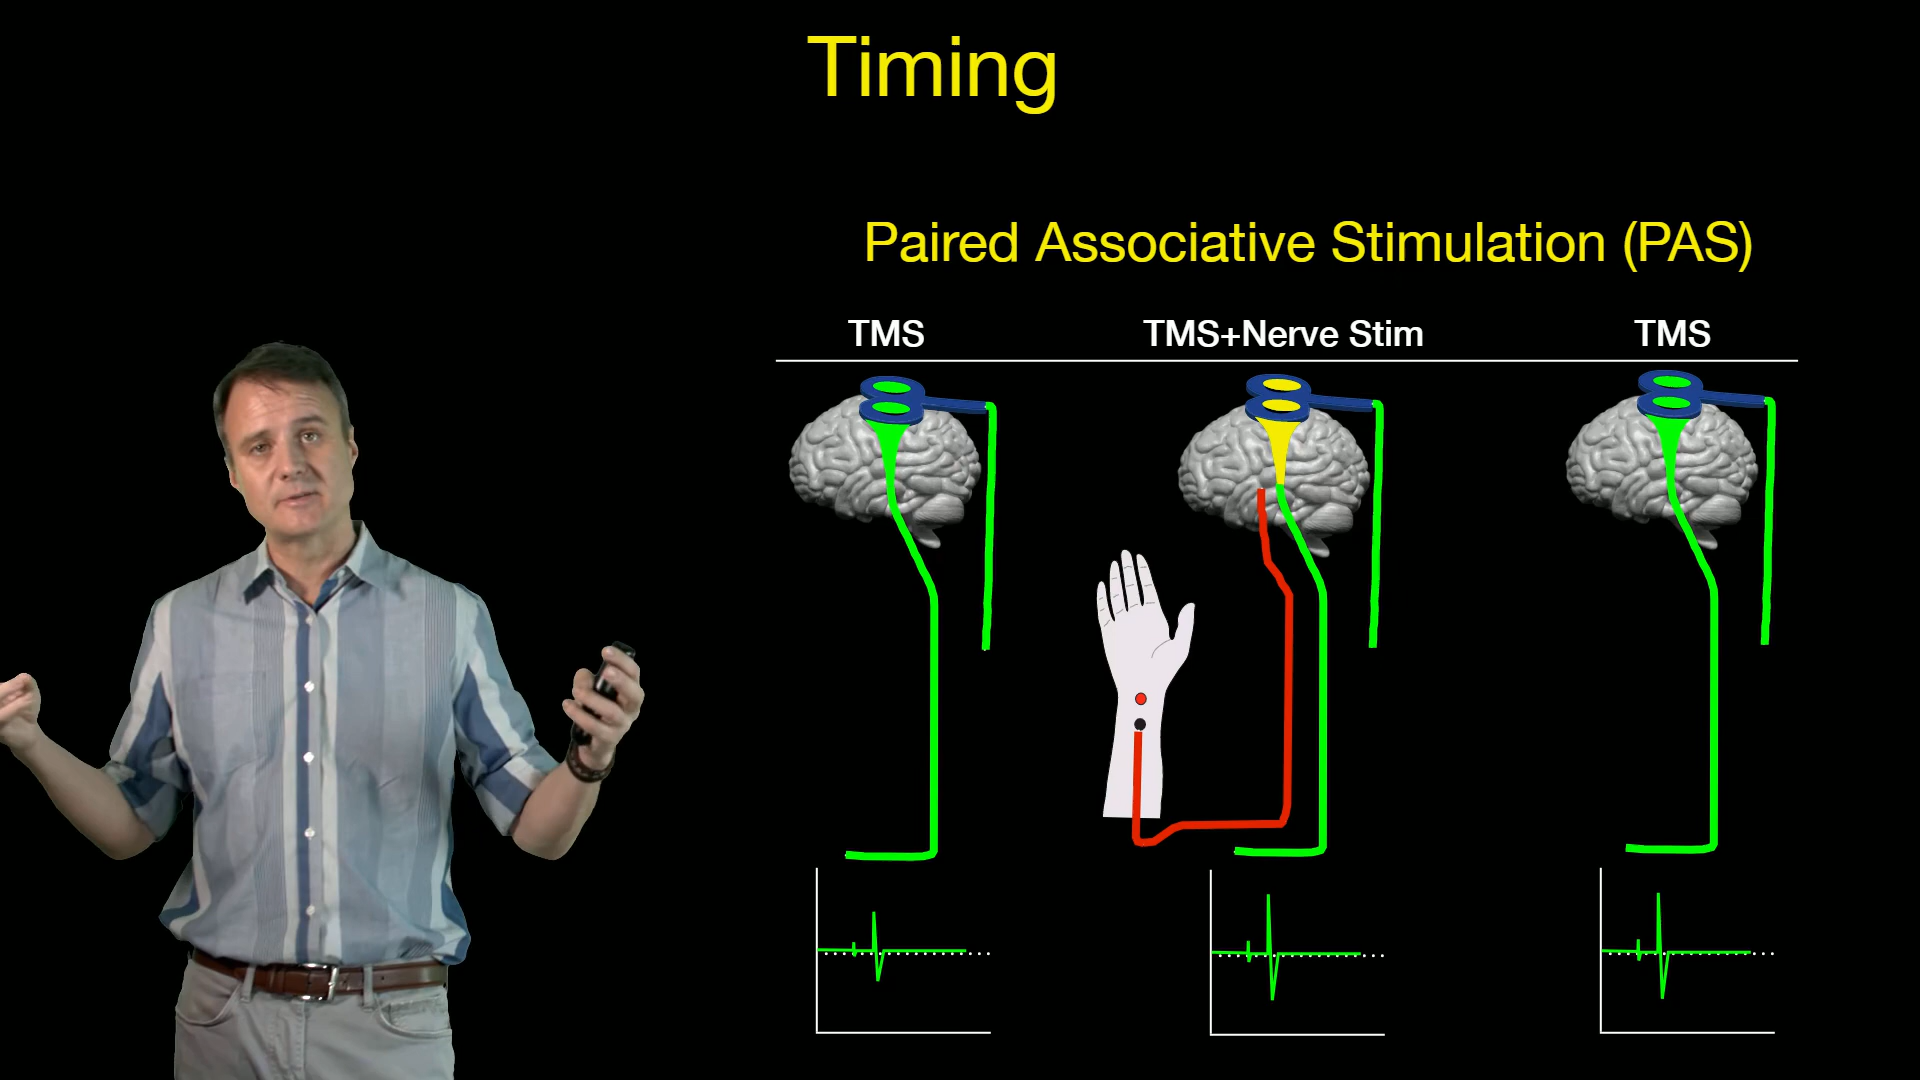 Timing
Paired Associative Stimulation (PAS)
TMS TMS+Nerve Stim TMS